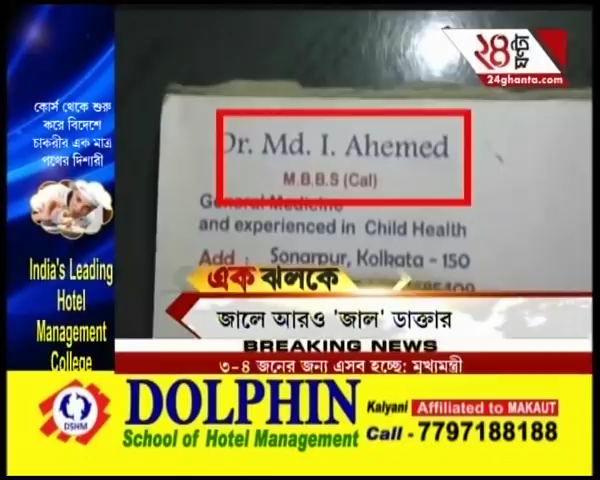 ২৪ ঘণ্টা
24ghanta.com
কোর্স থেকে শুরু
করে বিদেশে
চাকরীর এক মাত্র
পথের দিশারী
India's Leading
Hotel
Management
College
Dr. Md. I. Ahemed
M.B.B.S (Cal)
General Medicine
and experienced in Child Health
Add : Sonarpur, Kolkata - 150
এক ঝলকে
জালে আরও 'জাল' ডাক্তার
BREAKING NEWS
৩-৪ জনের জন্য এসব হচ্ছে: মুখ্যমন্ত্রী
DSHM
DOLPHIN
School of Hotel Management
Kalyani Affiliated to MAKAUT
Call - 7797188188